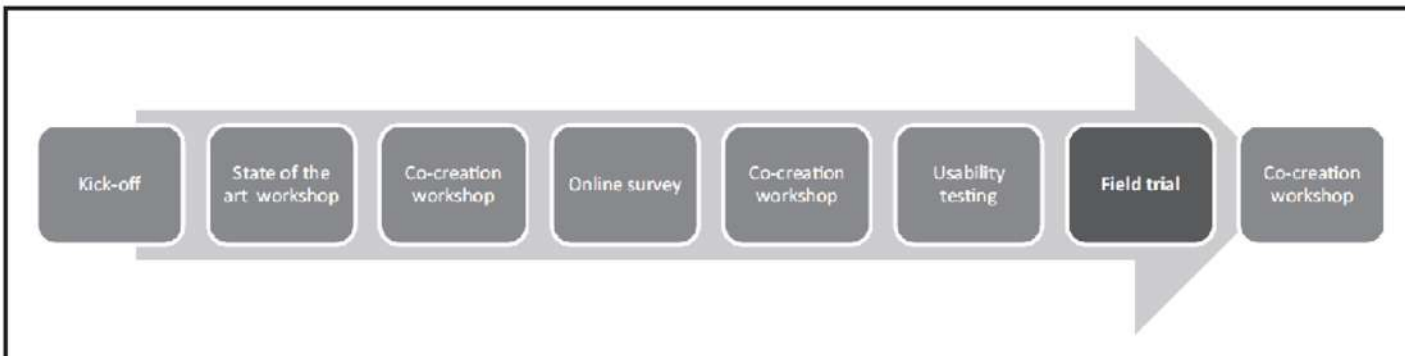 Kick-off
State of the
art workshop
Co-creation
workshop
Online survey
Co-creation
workshop
Usability
testing
Field trial
Co-creation
workshop